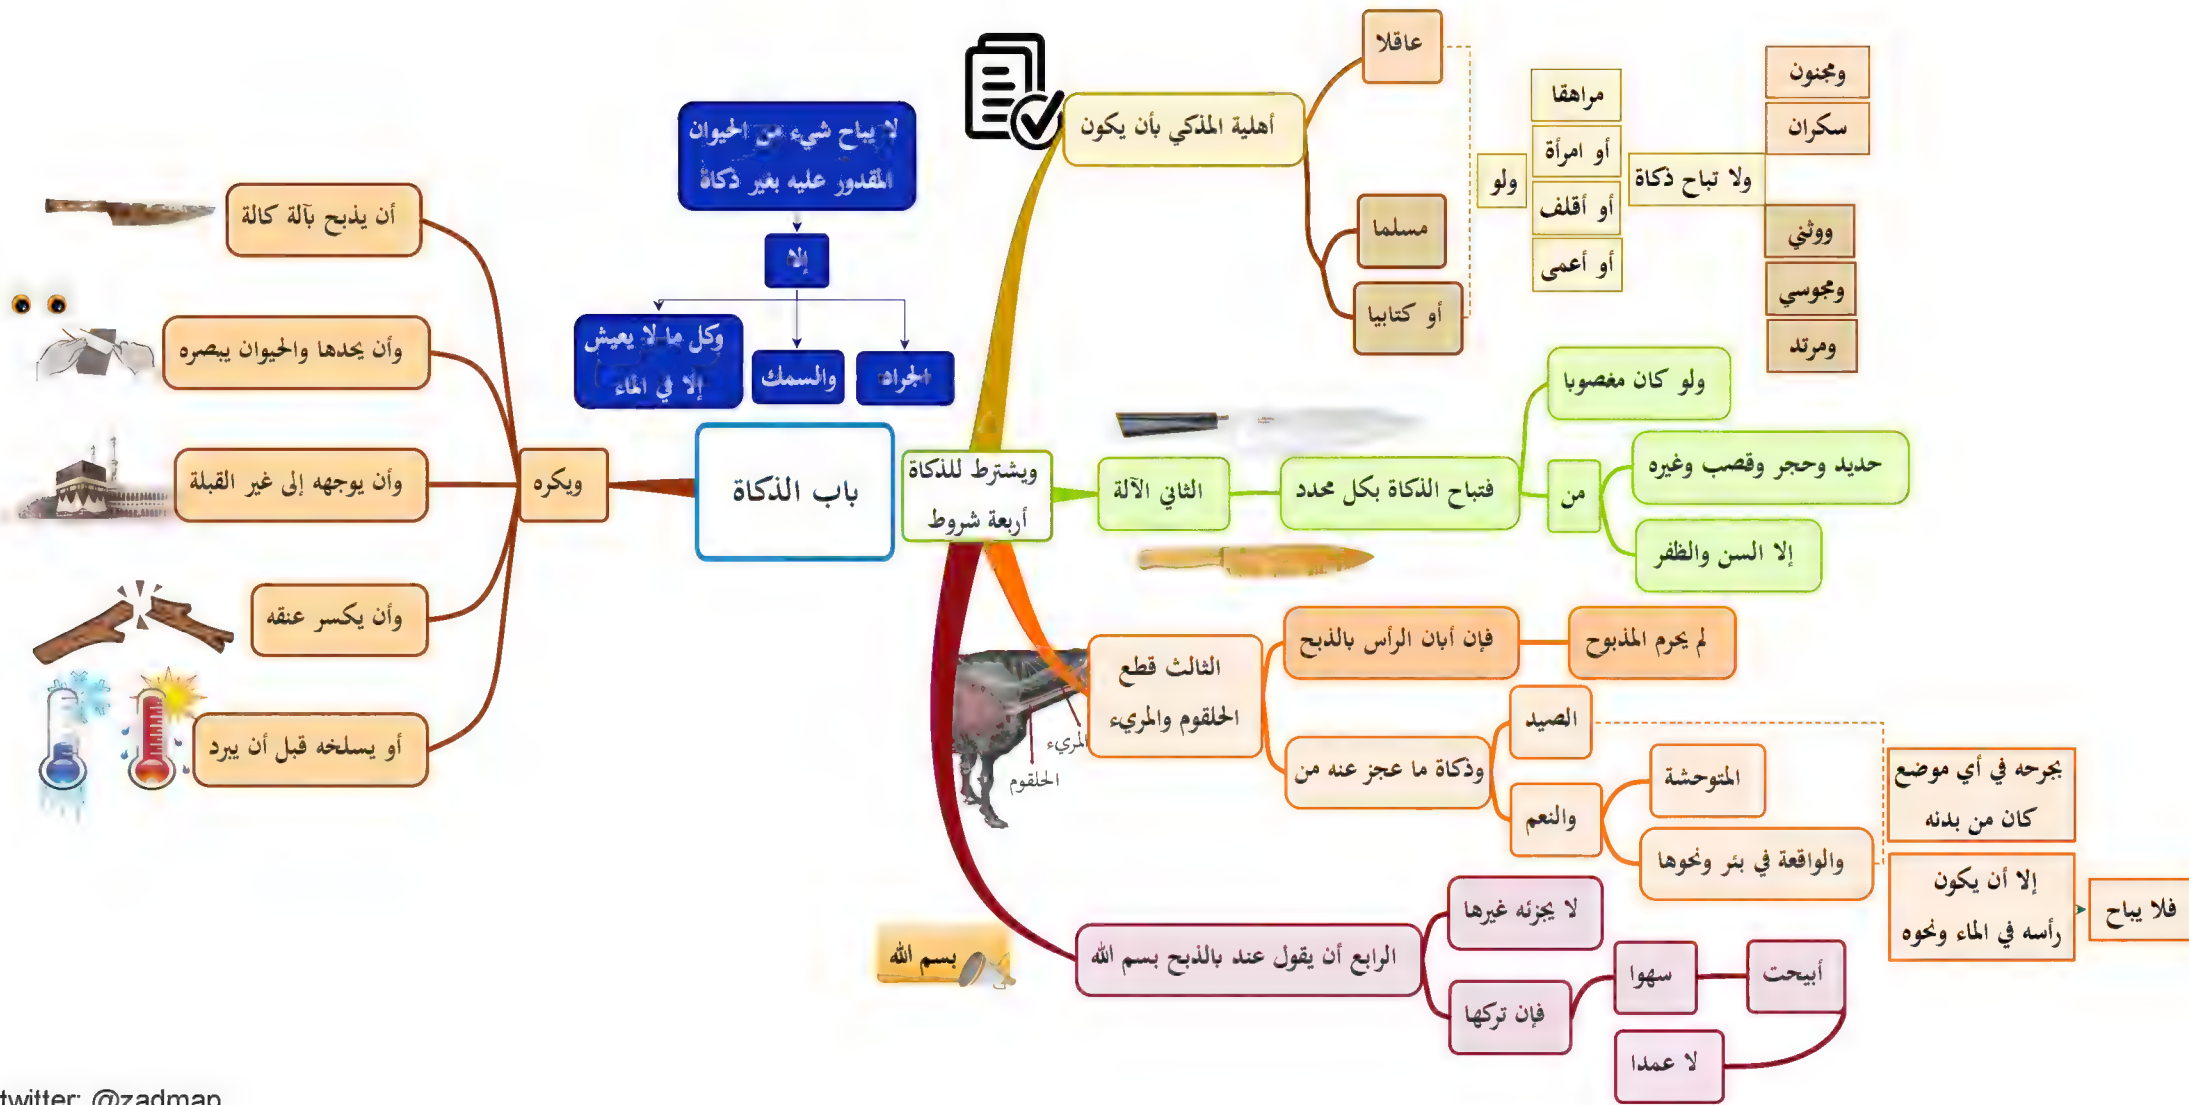 باب الذكاة
لا يباح شيء من الحيوان
المقدور عليه بغير ذكاة
إلا
الجراد
والسمك
وكل ما لا يعيش
إلا في الماء
ويشترط للذكاة
أربعة شروط
أهلية المذكي بأن يكون
عاقلا
مسلما
أو كتابيا
ولو
مراهقا
أو امرأة
أو أقلف
أو أعمى
ولا تباح ذكاة
ومجنون
سكران
ووثني
ومجوسي
ومرتد
الثاني الآلة
فتباح الذكاة بكل محدد
ولو كان مغصوبا
من
حديد وحجر وقصب وغيره
إلا السن والظفر
الثالث قطع
الحلقوم والمريء
المريء
الحلقوم
فإن أبان الرأس بالذبح
لم يحرم المذبوح
وذكاة ما عجز عنه من
الصيد
والنعم
المتوحشة
والواقعة في بئر ونحوها
يجرحه في أي موضع
كان من بدنه
إلا أن يكون
رأسه في الماء ونحوه
فلا يباح
الرابع أن يقول عند بالذبح بسم الله
بسم الله
لا يجزئه غيرها
فإن تركها
سهوا
أبيحت
لا عمدا
ويكره
أن يذبح بآلة كالة
وأن يحدها والحيوان يبصره
وأن يوجهه إلى غير القبلة
وأن يكسر عنقه
أو يسلخه قبل أن يبرد
twitter: @zadmap